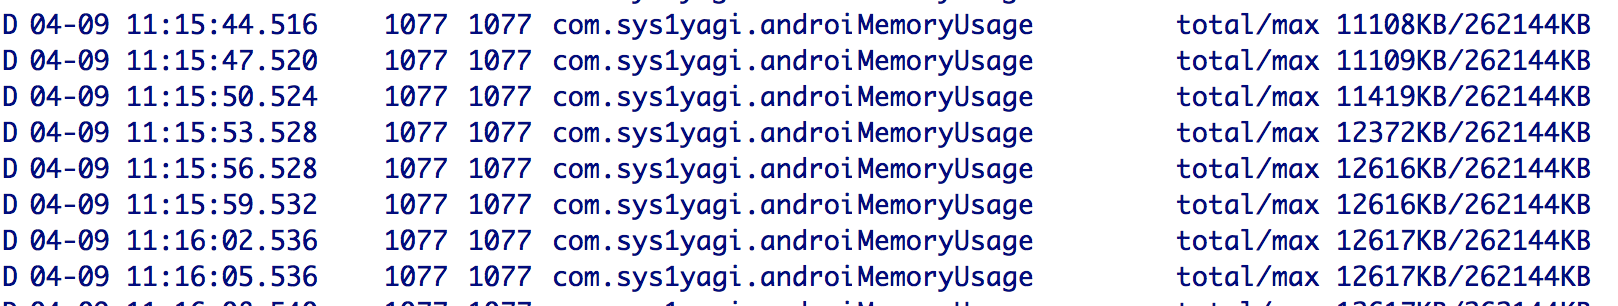 D 04-09 11:15:44.516 1077 1077 com.sys1yagi.androi MemoryUsage total/max 11108KB/262144KB
D 04-09 11:15:47.520 1077 1077 com.sys1yagi.androi MemoryUsage total/max 11109KB/262144KB
D 04-09 11:15:50.524 1077 1077 com.sys1yagi.androi MemoryUsage total/max 11419KB/262144KB
D 04-09 11:15:53.528 1077 1077 com.sys1yagi.androi MemoryUsage total/max 12372KB/262144KB
D 04-09 11:15:56.528 1077 1077 com.sys1yagi.androi MemoryUsage total/max 12616KB/262144KB
D 04-09 11:15:59.532 1077 1077 com.sys1yagi.androi MemoryUsage total/max 12616KB/262144KB
D 04-09 11:16:02.536 1077 1077 com.sys1yagi.androi MemoryUsage total/max 12617KB/262144KB
D 04-09 11:16:05.536 1077 1077 com.sys1yagi.androi MemoryUsage total/max 12617KB/262144KB